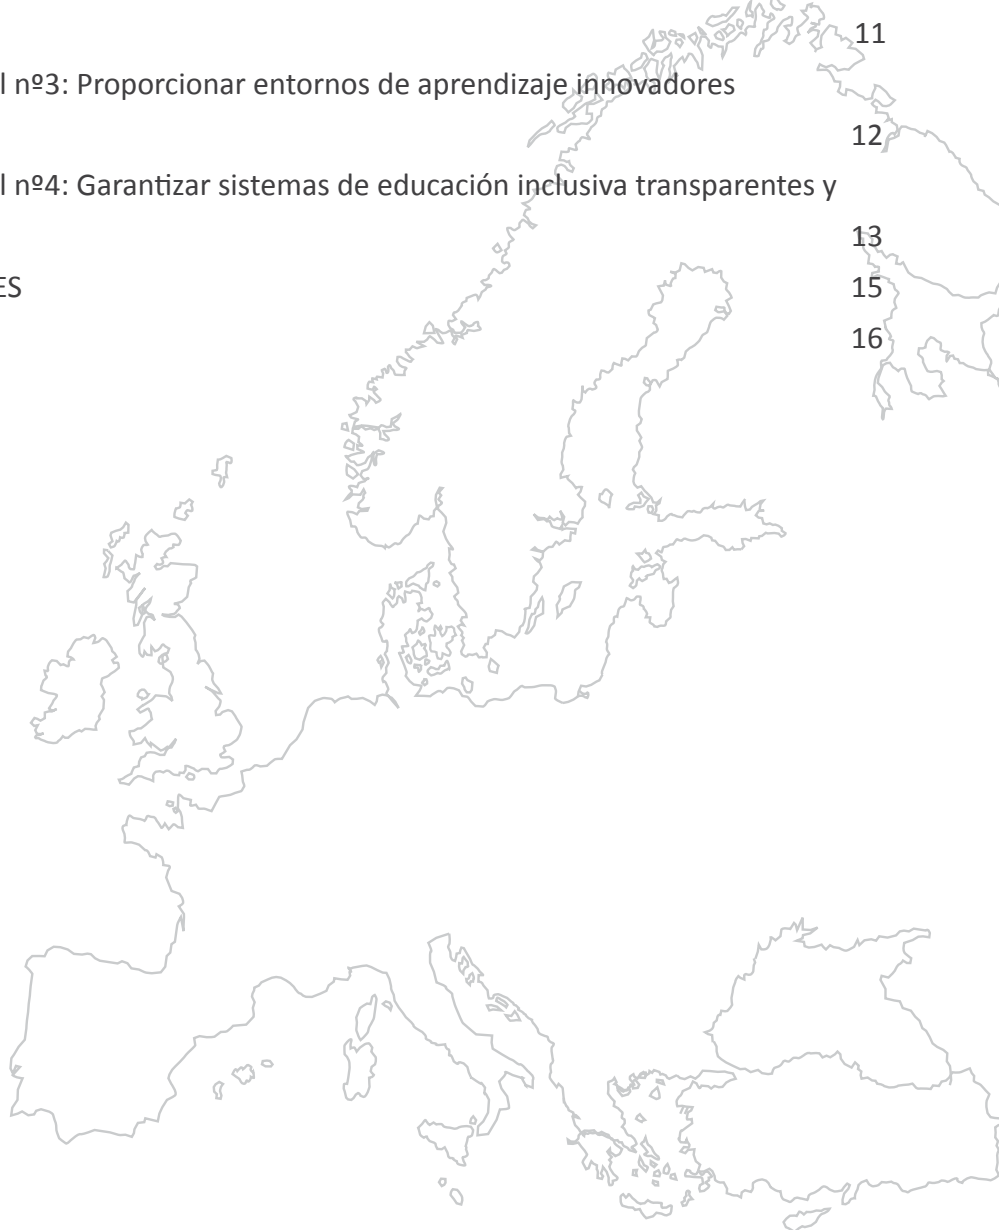 11
l nº3: Proporcionar entornos de aprendizaje innovadores
12
l nº4: Garantizar sistemas de educación inclusiva transparentes y
13
ES 15
16